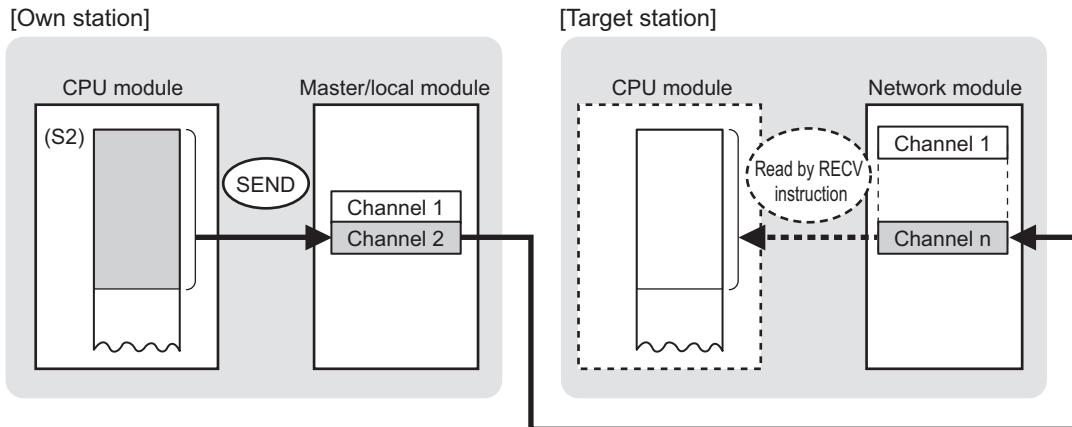 [Own station]
[Target station]
CPU module
Master/local module
(S2)
SEND
Channel 1
Channel 2
CPU module
Network module
Read by RECV
instruction
Channel 1
Channel n